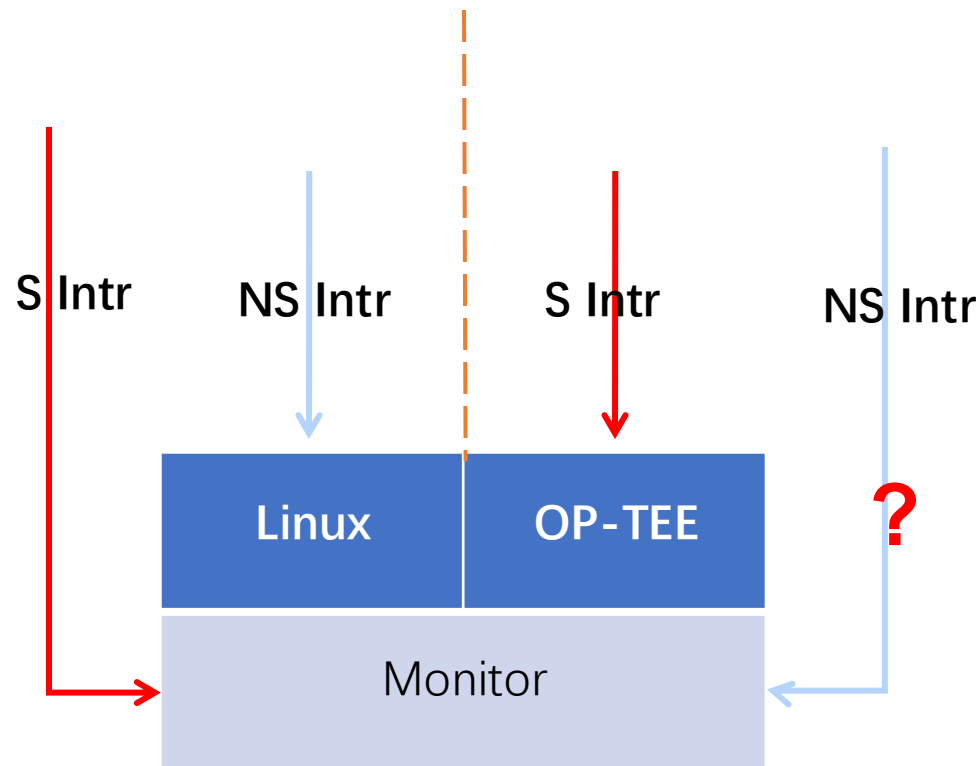 S Intr
NS Intr
S Intr
NS Intr
?
Linux
OP-TEE
Monitor